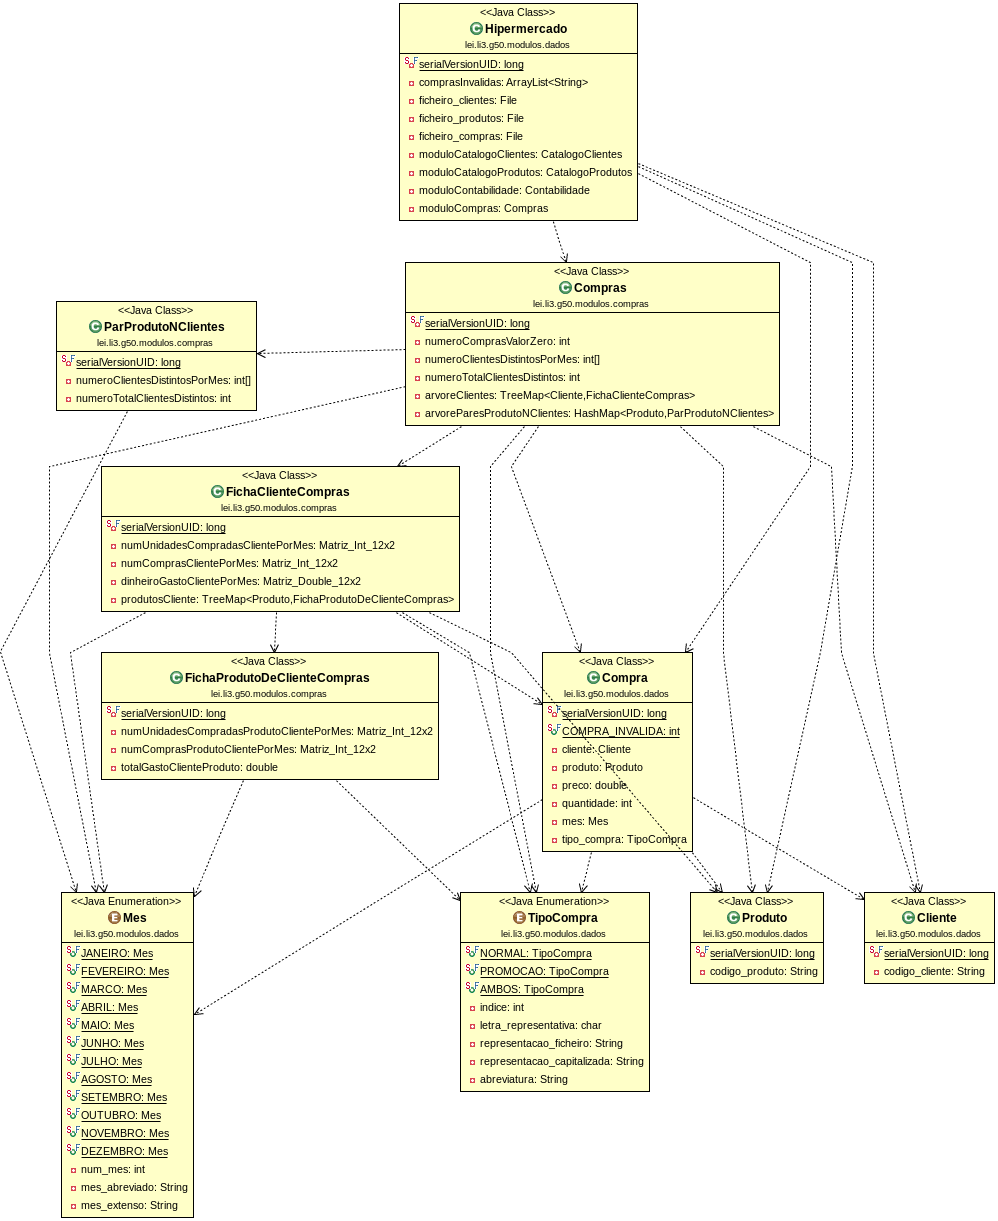 <<Java Class>>
Hipermercado
lei.li3.g50.modulos.dados
serialVersionUID: long
comprasInvalidas: ArrayList<String>
ficheiro_clientes: File
ficheiro_produtos: File
ficheiro_compras: File
moduloCatalogoClientes: CatalogoClientes
moduloCatalogoProdutos: CatalogoProdutos
moduloContabilidade: Contabilidade
moduloCompras: Compras
<<Java Class>>
Compras
lei.li3.g50.modulos.compras
serialVersionUID: long
numeroComprasValorZero: int
numeroClientesDistintosPorMes: int[]
numeroTotalClientesDistintos: int
arvoreClientes: TreeMap<Cliente,FichaClienteCompras>
arvoreParesProdutoNClientes: HashMap<Produto,ParProdutoNClientes>
<<Java Class>>
ParProdutoNClientes
lei.li3.g50.modulos.compras
serialVersionUID: long
numeroClientesDistintosPorMes: int[]
numeroTotalClientesDistintos: int
<<Java Class>>
FichaClienteCompras
lei.li3.g50.modulos.compras
serialVersionUID: long
numUnidadesCompradasClientePorMes: Matriz_Int_12x2
numComprasClientePorMes: Matriz_Int_12x2
dinheiroGastoClientePorMes: Matriz_Double_12x2
produtosCliente: TreeMap<Produto,FichaProdutoDeClienteCompras>
<<Java Class>>
FichaProdutoDeClienteCompras
lei.li3.g50.modulos.compras
serialVersionUID: long
numUnidadesCompradasProdutoClientePorMes: Matriz_Int_12x2
numComprasProdutoClientePorMes: Matriz_Int_12x2
totalGastoClienteProduto: double
<<Java Class>>
Compra
lei.li3.g50.modulos.dados
serialVersionUID: long
COMPRA_INVALIDA: int
cliente: Cliente
produto: Produto
preco: double
quantidade: int
mes: Mes
tipo_compra: TipoCompra
<<Java Enumeration>>
Mes
lei.li3.g50.modulos.dados
JANEIRO: Mes
FEVEREIRO: Mes
MARCO: Mes
ABRIL: Mes
MAIO: Mes
JUNHO: Mes
JULHO: Mes
AGOSTO: Mes
SETEMBRO: Mes
OUTUBRO: Mes
NOVEMBRO: Mes
DEZEMBRO: Mes
num_mes: int
mes_abreviado: String
mes_extenso: String
<<Java Enumeration>>
TipoCompra
lei.li3.g50.modulos.dados
NORMAL: TipoCompra
PROMOCAO: TipoCompra
AMBOS: TipoCompra
indice: int
letra_representativa: char
representacao_ficheiro: String
representacao_capitalizada: String
abreviatura: String
<<Java Class>>
Produto
lei.li3.g50.modulos.dados
serialVersionUID: long
codigo_produto: String
<<Java Class>>
Cliente
lei.li3.g50.modulos.dados
serialVersionUID: long
codigo_cliente: String